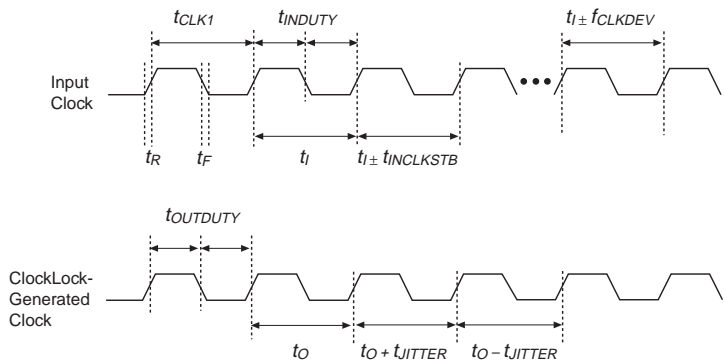 tCLK1 tINDUTY tI ± fCLKDEV
Input
Clock
tR tF tI tI ± tINCLKSTB
tOUTDUTY
ClockLock-
Generated
Clock
tO tO + tJITTER tO – tJITTER